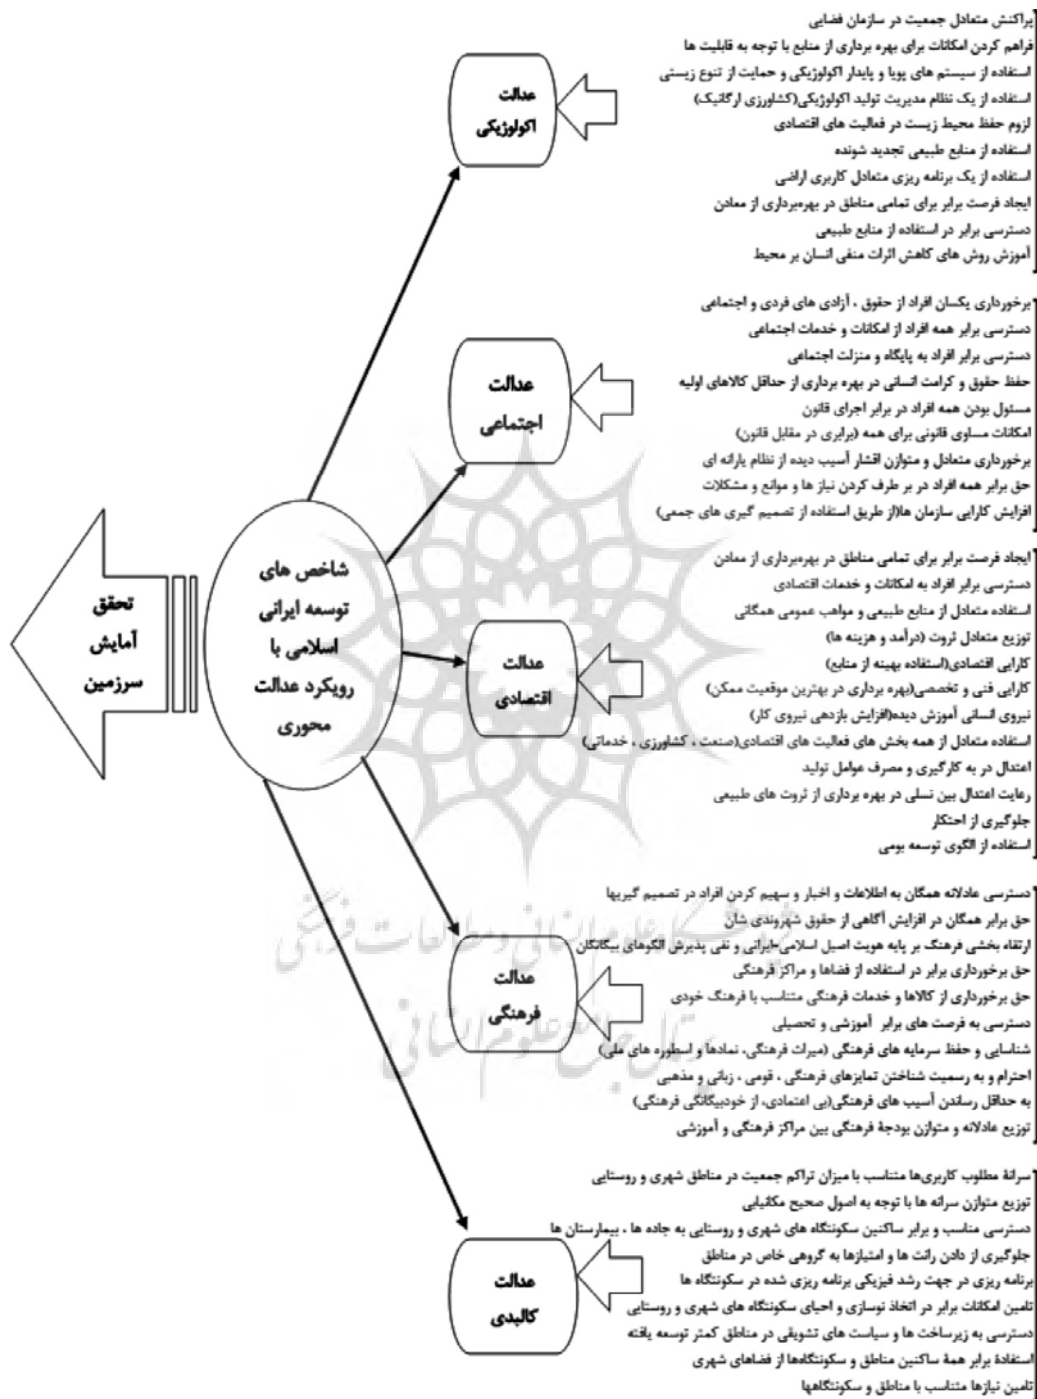 پراکنش متعادل جمعیت در سازمان فضایی
فراهم کردن امکانات برای بهره برداری از منابع با توجه به قابلیت ها
استفاده از سیستم های پویا و پایدار اکولوژیکی و حمایت از تنوع زیستی
استفاده از یک نظام مدیریت تولید اکولوژیکی(کشاورزی ارگانیک)
لزوم حفظ محیط زیست در فعالیت های اقتصادی
استفاده از منابع طبیعی تجدید شونده
استفاده از یک برنامه ریزی متعادل کاربری اراضی
ایجاد فرصت برابر برای تمامی مناطق در بهره‌برداری از معادن
دسترسی برابر در استفاده از منابع طبیعی
آموزش روش های کاهش اثرات منفی انسان بر محیط
عدالت
اکولوژیکی
برخورداری یکسان افراد از حقوق ، آزادی های فردی و اجتماعی
دسترسی برابر همه افراد از امکانات و خدمات اجتماعی
دسترسی برابر افراد به پایگاه و منزلت اجتماعی
حفظ حقوق و کرامت انسانی در بهره برداری از حداقل کالاهای اولیه
مسئول بودن همه افراد در برابر اجرای قانون
امکانات مساوی قانونی برای همه (برابری در مقابل قانون)
برخورداری متعادل و متوازن اقشار آسیب دیده از نظام یارانه ای
حق برابر همه افراد در بر طرف کردن نیاز ها و موانع و مشکلات
افزایش کارایی سازمان ها(از طریق استفاده از تصمیم گیری های جمعی)
عدالت
اجتماعی
ایجاد فرصت برابر برای تمامی مناطق در بهره‌برداری از معادن
دسترسی برابر افراد به امکانات و خدمات اقتصادی
استفاده متعادل از منابع طبیعی و مواهب عمومی همگانی
توزیع متعادل ثروت (درآمد و هزینه ها)
کارایی اقتصادی(استفاده بهینه از منابع)
کارایی فنی و تخصصی(بهره برداری در بهترین موقعیت ممکن)
نیروی انسانی آموزش دیده(افزایش بازدهی نیروی کار)
استفاده متعادل از همه بخش های فعالیت های اقتصادی(صنعت ، کشاورزی ، خدماتی)
اعتدال در به کارگیری و مصرف عوامل تولید
رعایت اعتدال بین نسلی در بهره برداری از ثروت های طبیعی
جلوگیری از احتکار
استفاده از الگوی توسعه بومی
عدالت
اقتصادی
دسترسی عادلانه همگان به اطلاعات و اخبار و سهیم کردن افراد در تصمیم گیریها
حق برابر همگان در افزایش آگاهی از حقوق شهروندی شان
ارتقاء بخشی فرهنگ بر پایه هویت اصیل اسلامی-ایرانی و نفی پذیرش الگوهای بیگانگان
حق برخورداری برابر در استفاده از فضاها و مراکز فرهنگی
حق برخورداری از کالاها و خدمات فرهنگی متناسب با فرهنگ خودی
دسترسی به فرصت های برابر آموزشی و تحصیلی
شناسایی و حفظ سرمایه های فرهنگی (میراث فرهنگی، نمادها و اسطوره های ملی)
احترام و به رسمیت شناختن تمایزهای فرهنگی ، قومی ، زبانی و مذهبی
به حداقل رساندن آسیب های فرهنگی(بی اعتمادی، از خودبیگانگی فرهنگی)
توزیع عادلانه و متوازن بودجهٔ فرهنگی بین مراکز فرهنگی و آموزشی
عدالت
فرهنگی
سرانهٔ مطلوب کاربری‌ها متناسب با میزان تراکم جمعیت در مناطق شهری و روستایی
توزیع متوازن سرانه ها با توجه به اصول صحیح مکانیابی
دسترسی مناسب و برابر ساکنین سکونتگاه های شهری و روستایی به جاده ها ، بیمارستان ها
جلوگیری از دادن رانت ها و امتیازها به گروهی خاص در مناطق
برنامه ریزی در جهت رشد فیزیکی برنامه ریزی شده در سکونتگاه ها
تامین امکانات برابر در اتخاذ نوسازی و احیای سکونتگاه های شهری و روستایی
دسترسی به زیرساخت ها و سیاست های تشویقی در مناطق کمتر توسعه یافته
استفادهٔ برابر همهٔ ساکنین مناطق و سکونتگاه‌ها از فضاهای شهری
تامین نیازها متناسب با مناطق و سکونتگاهها
عدالت
کالبدی
شاخص های
توسعه ایرانی
اسلامی با
رویکرد عدالت
محوری
تحقق
آمایش
سرزمین
پژوهشگاه علوم انسانی و مطالعات فرهنگی
پرتال جامع علوم انسانی